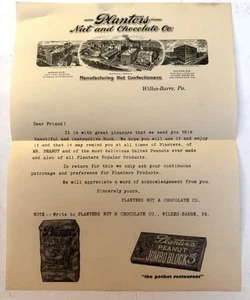 Planters
Nut and Chocolate Co.
Manufacturing Nut Confectioners.
Wilkes-Barre, Pa.
Dear Friend:
It is with great pleasure that we send you this
beautiful and instructive Book. We hope you will use it and enjoy
it and that it may remind you at all times of Planters, of
MR. PEANUT and of the most delicious Salted Peanuts ever made
and also of all Planters Popular Products.
In return for this we only ask your continuous
patronage and preference for Planters Products.
We will appreciate a word of acknowledgment from you.
Sincerely yours,
PLANTERS NUT & CHOCOLATE CO.
NOTE--Write to PLANTERS NUT & CHOCOLATE CO., WILKES-BARRE, PA.
Planters
PEANUT
JUMBO BLOCK 5
"the pocket restaurant"